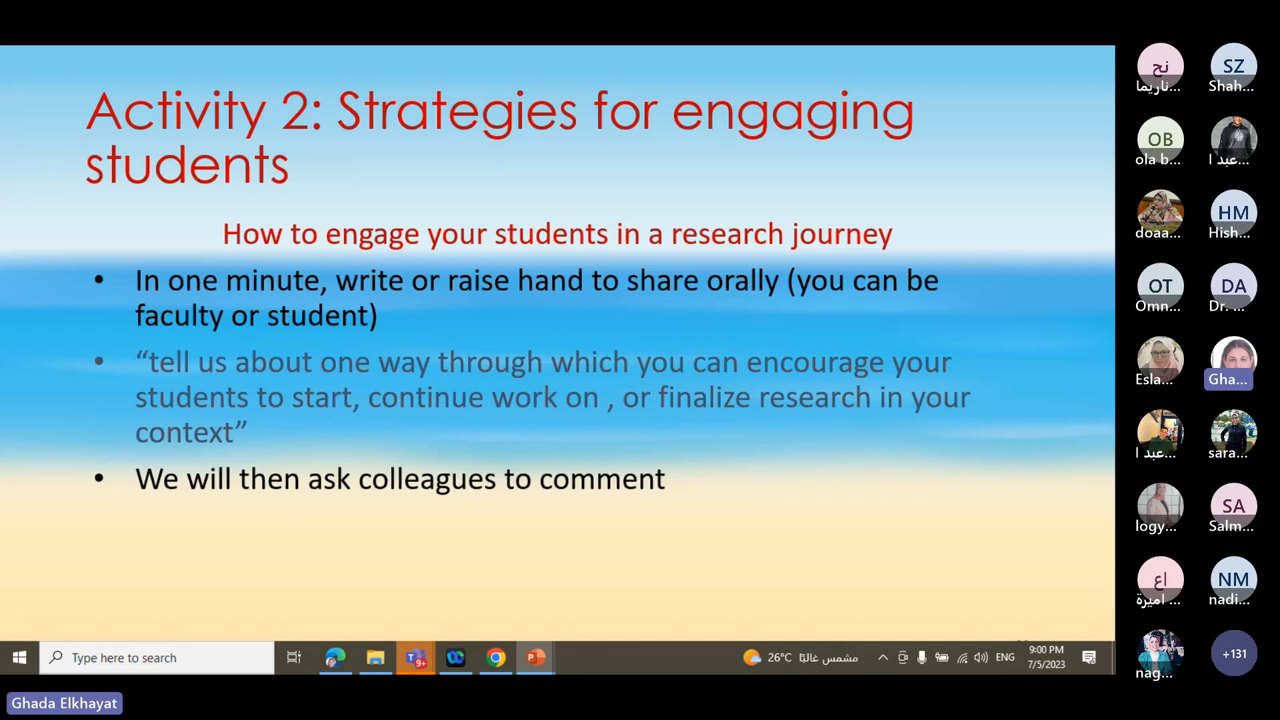 Activity 2: Strategies for engaging
students
How to engage your students in a research journey
• In one minute, write or raise hand to share orally (you can be
faculty or student)
• “tell us about one way through which you can encourage your
students to start, continue work on , or finalize research in your
context”
• We will then ask colleagues to comment
Type here to search
9+
26°C مشمس غالبًا
ENG
9:00 PM
7/5/2023
Ghada Elkhayat
نح
ناريما...
SZ
Shah...
OB
ola b...
عبد ا...
doaa...
HM
Hish...
OT
Omn...
DA
Dr. ...
Esla...
Gha...
عبد ا...
sara...
logy...
SA
Salm...
اع
اميرة ...
NM
nadi...
nag...
+131